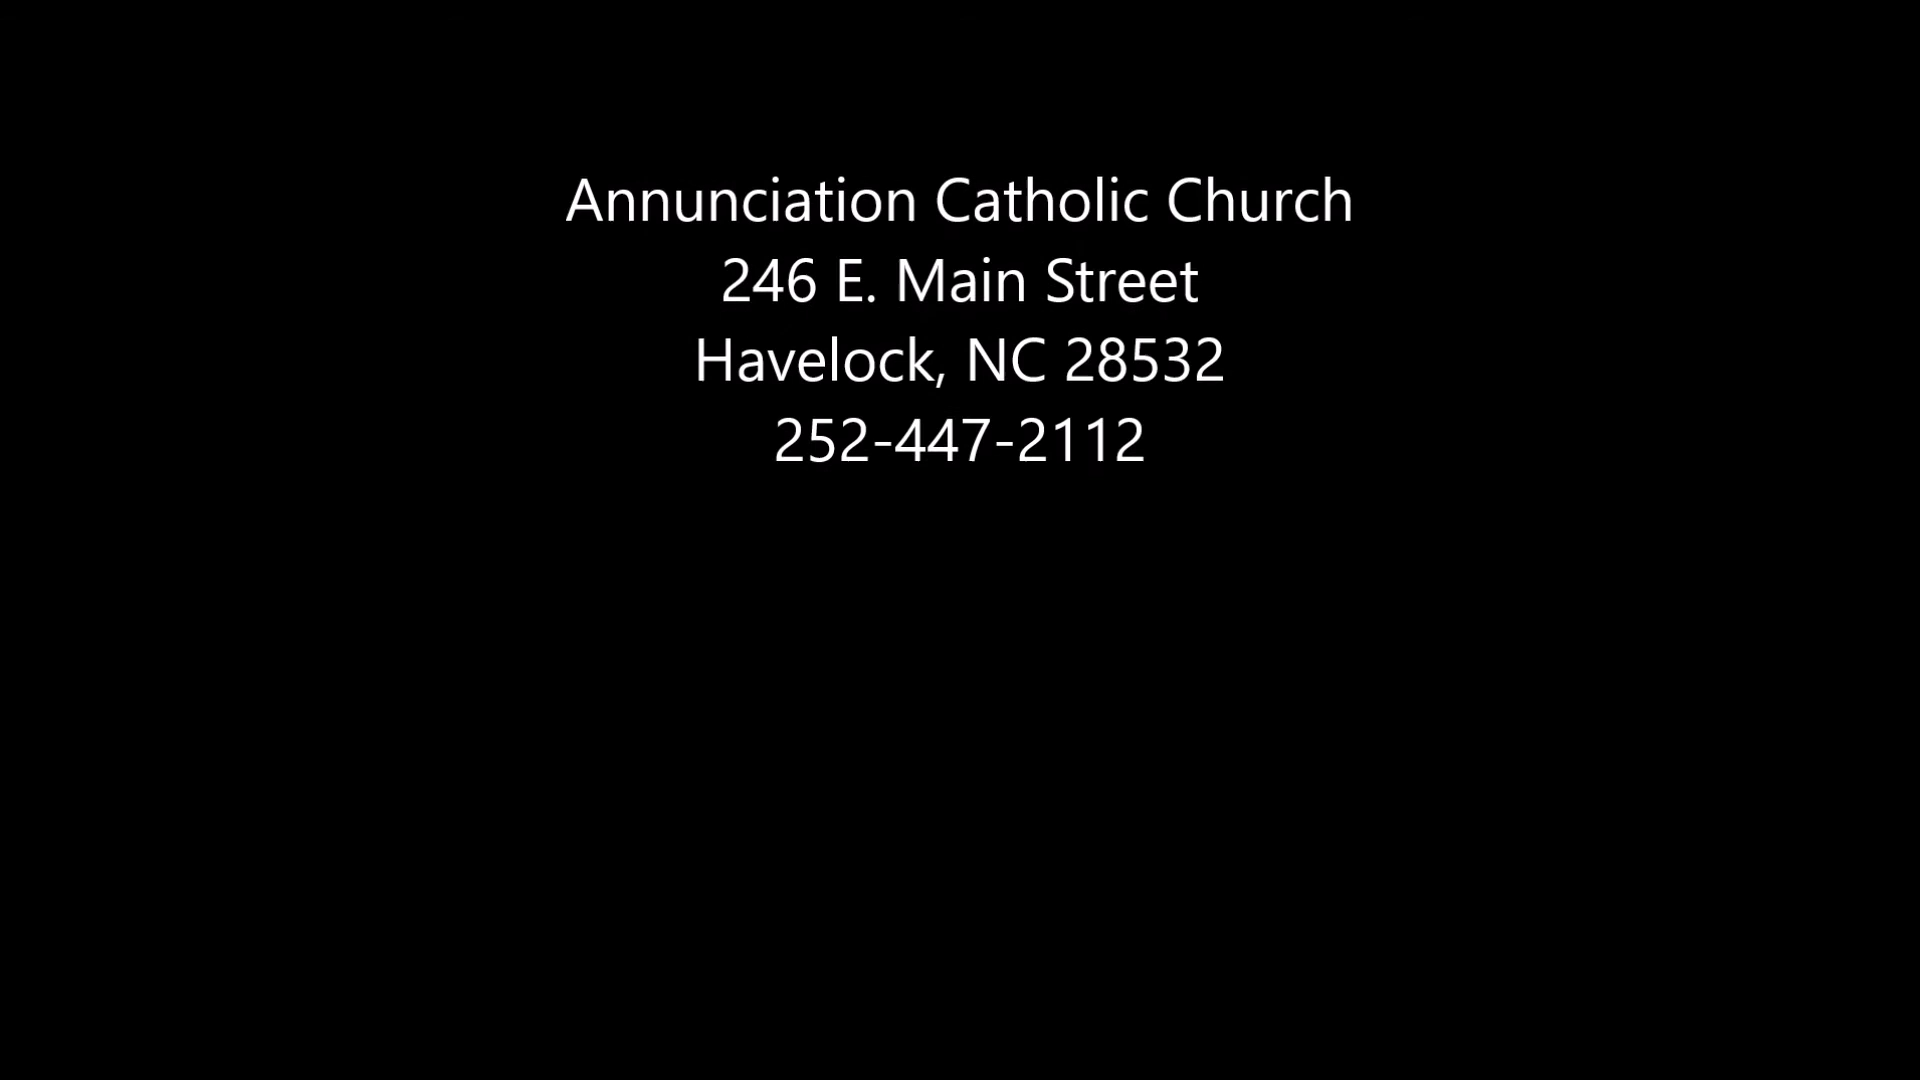 Annunciation Catholic Church
246 E. Main Street
Havelock, NC 28532
252-447-2112